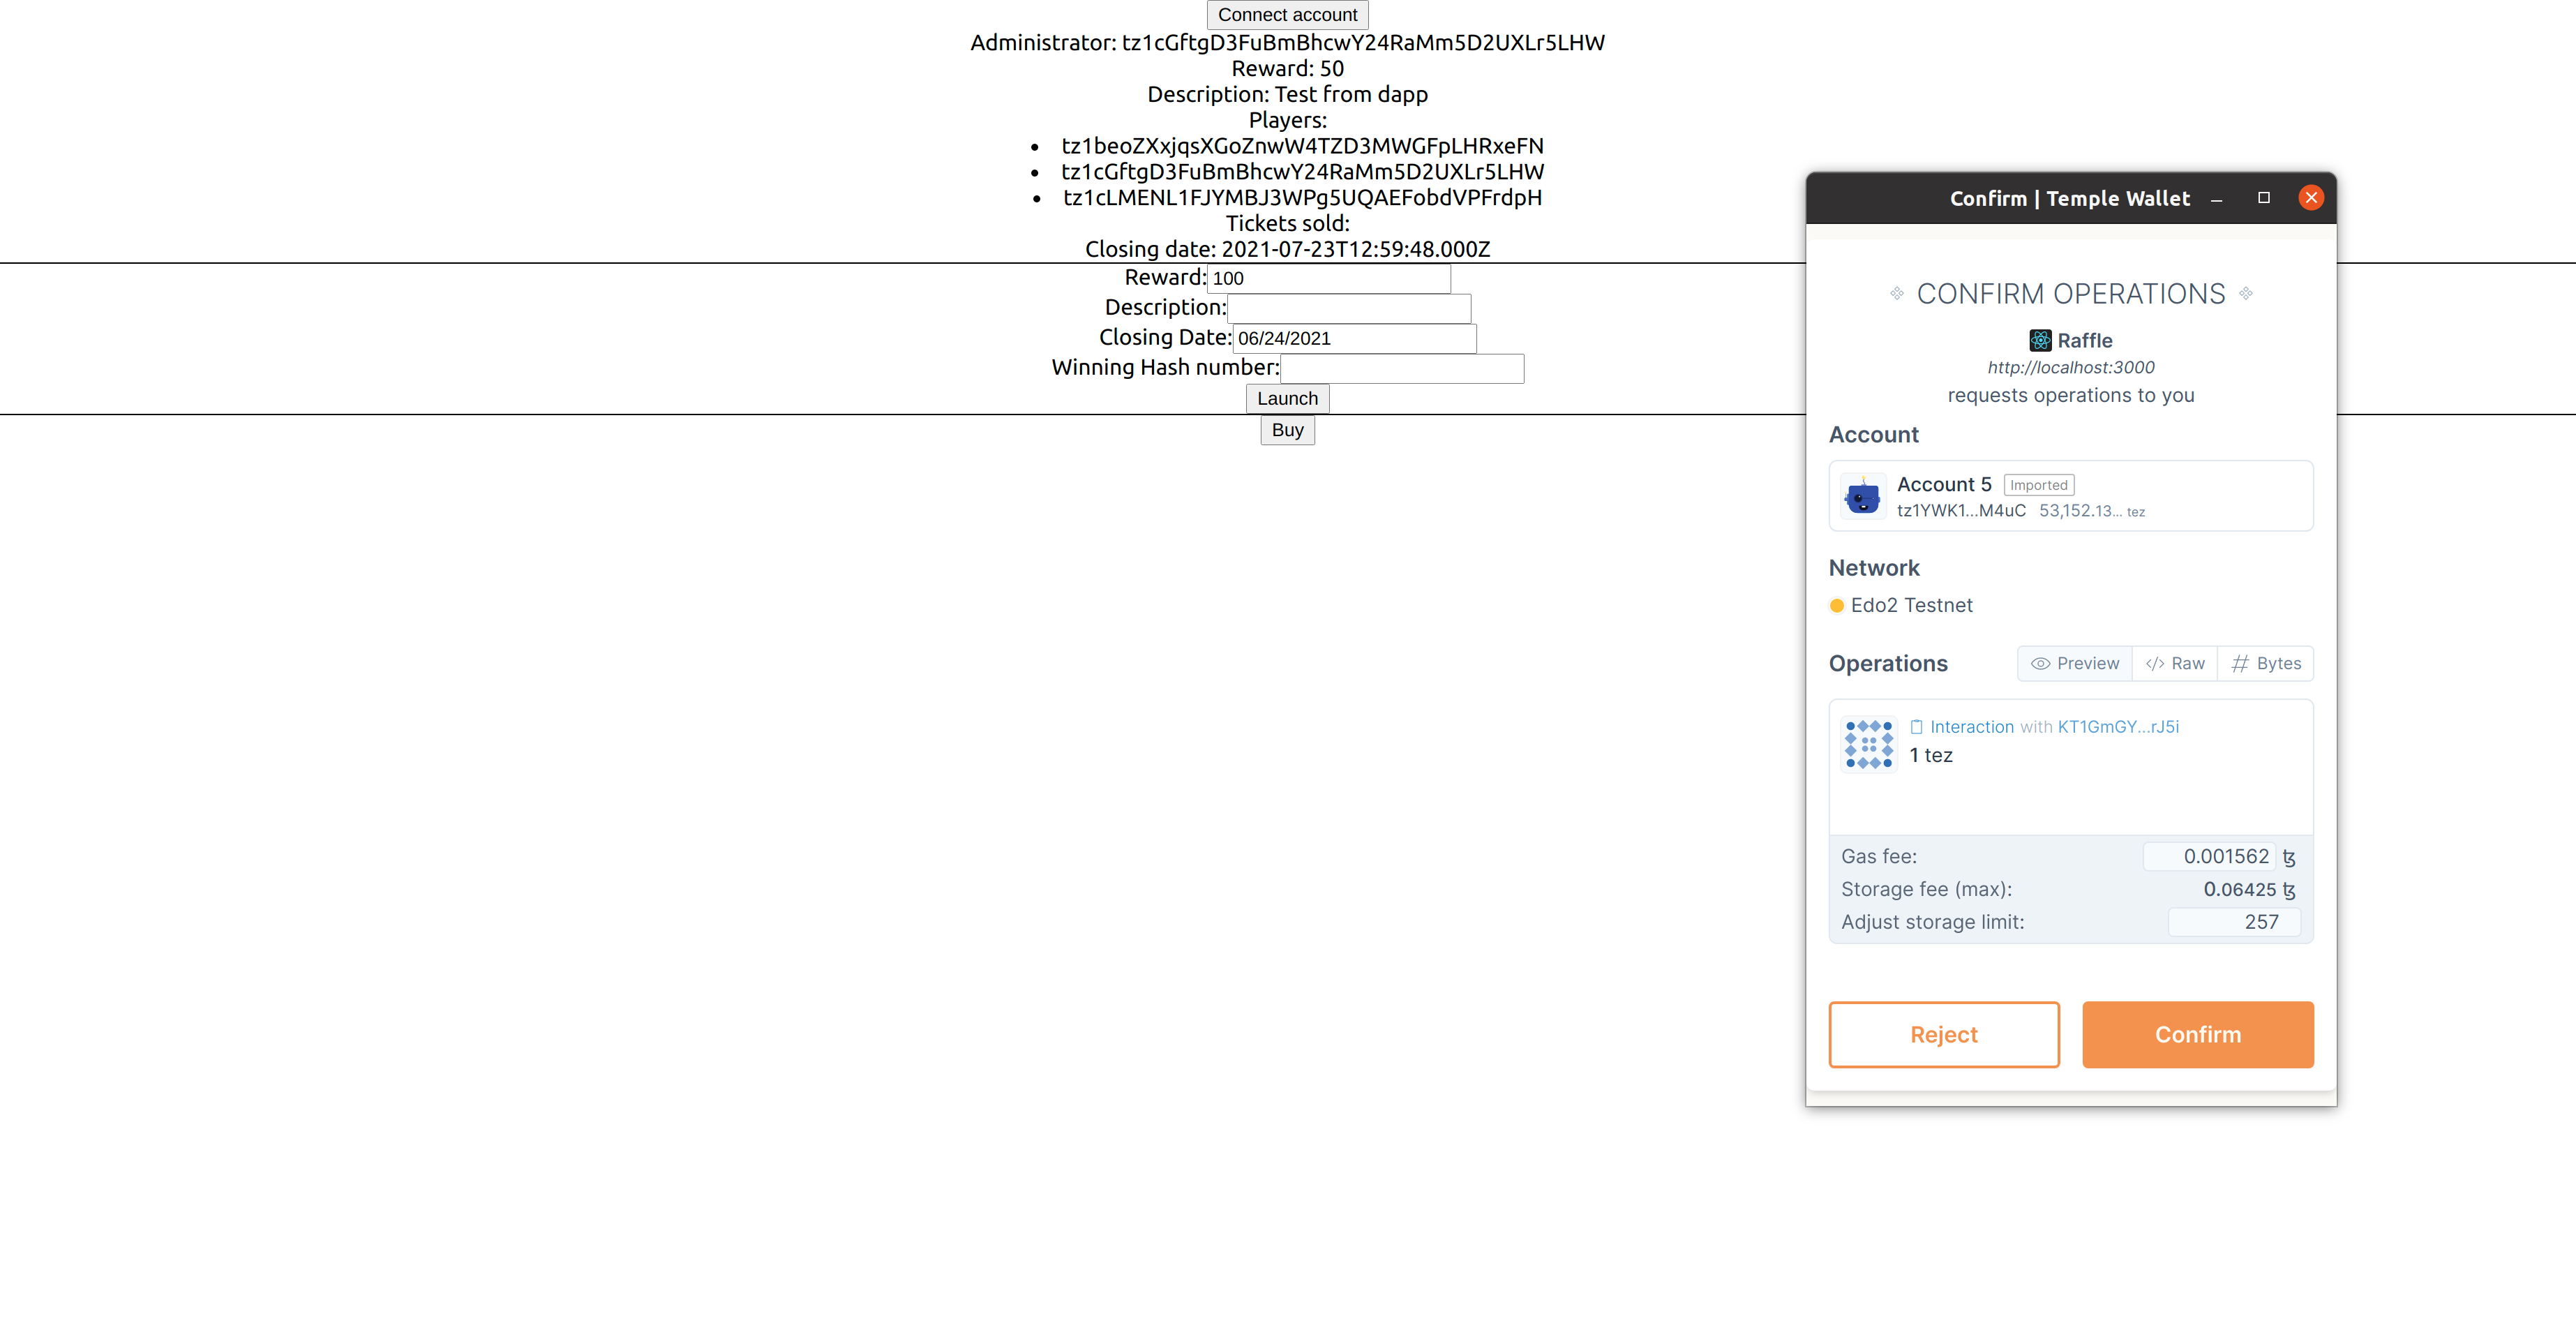 Connect account
Administrator: tz1cGftgD3FuBmBhcwY24RaMm5D2UXLr5LHW
Reward: 50
Description: Test from dapp
Players:
• tz1beoZXxjqsXGoZnwW4TZD3MWGFpLHRxeFN
• tz1cGftgD3FuBmBhcwY24RaMm5D2UXLr5LHW
• tz1cLMENL1FJYMBJ3WPg5UQAEFobdVPFrdpH
Tickets sold:
Closing date: 2021-07-23T12:59:48.000Z
Reward: 100
Description:
Closing Date: 06/24/2021
Winning Hash number:
Launch
Buy
Confirm | Temple Wallet
CONFIRM OPERATIONS
Raffle
http://localhost:3000
requests operations to you
Account
Account 5 Imported
tz1YWK1...M4uC 53,152.13... tez
Network
Edo2 Testnet
Operations Preview </> Raw # Bytes
Interaction with KT1GmGY...rJ5i
1 tez
Gas fee: 0.001562 ꜩ
Storage fee (max): 0.06425 ꜩ
Adjust storage limit: 257
Reject Confirm